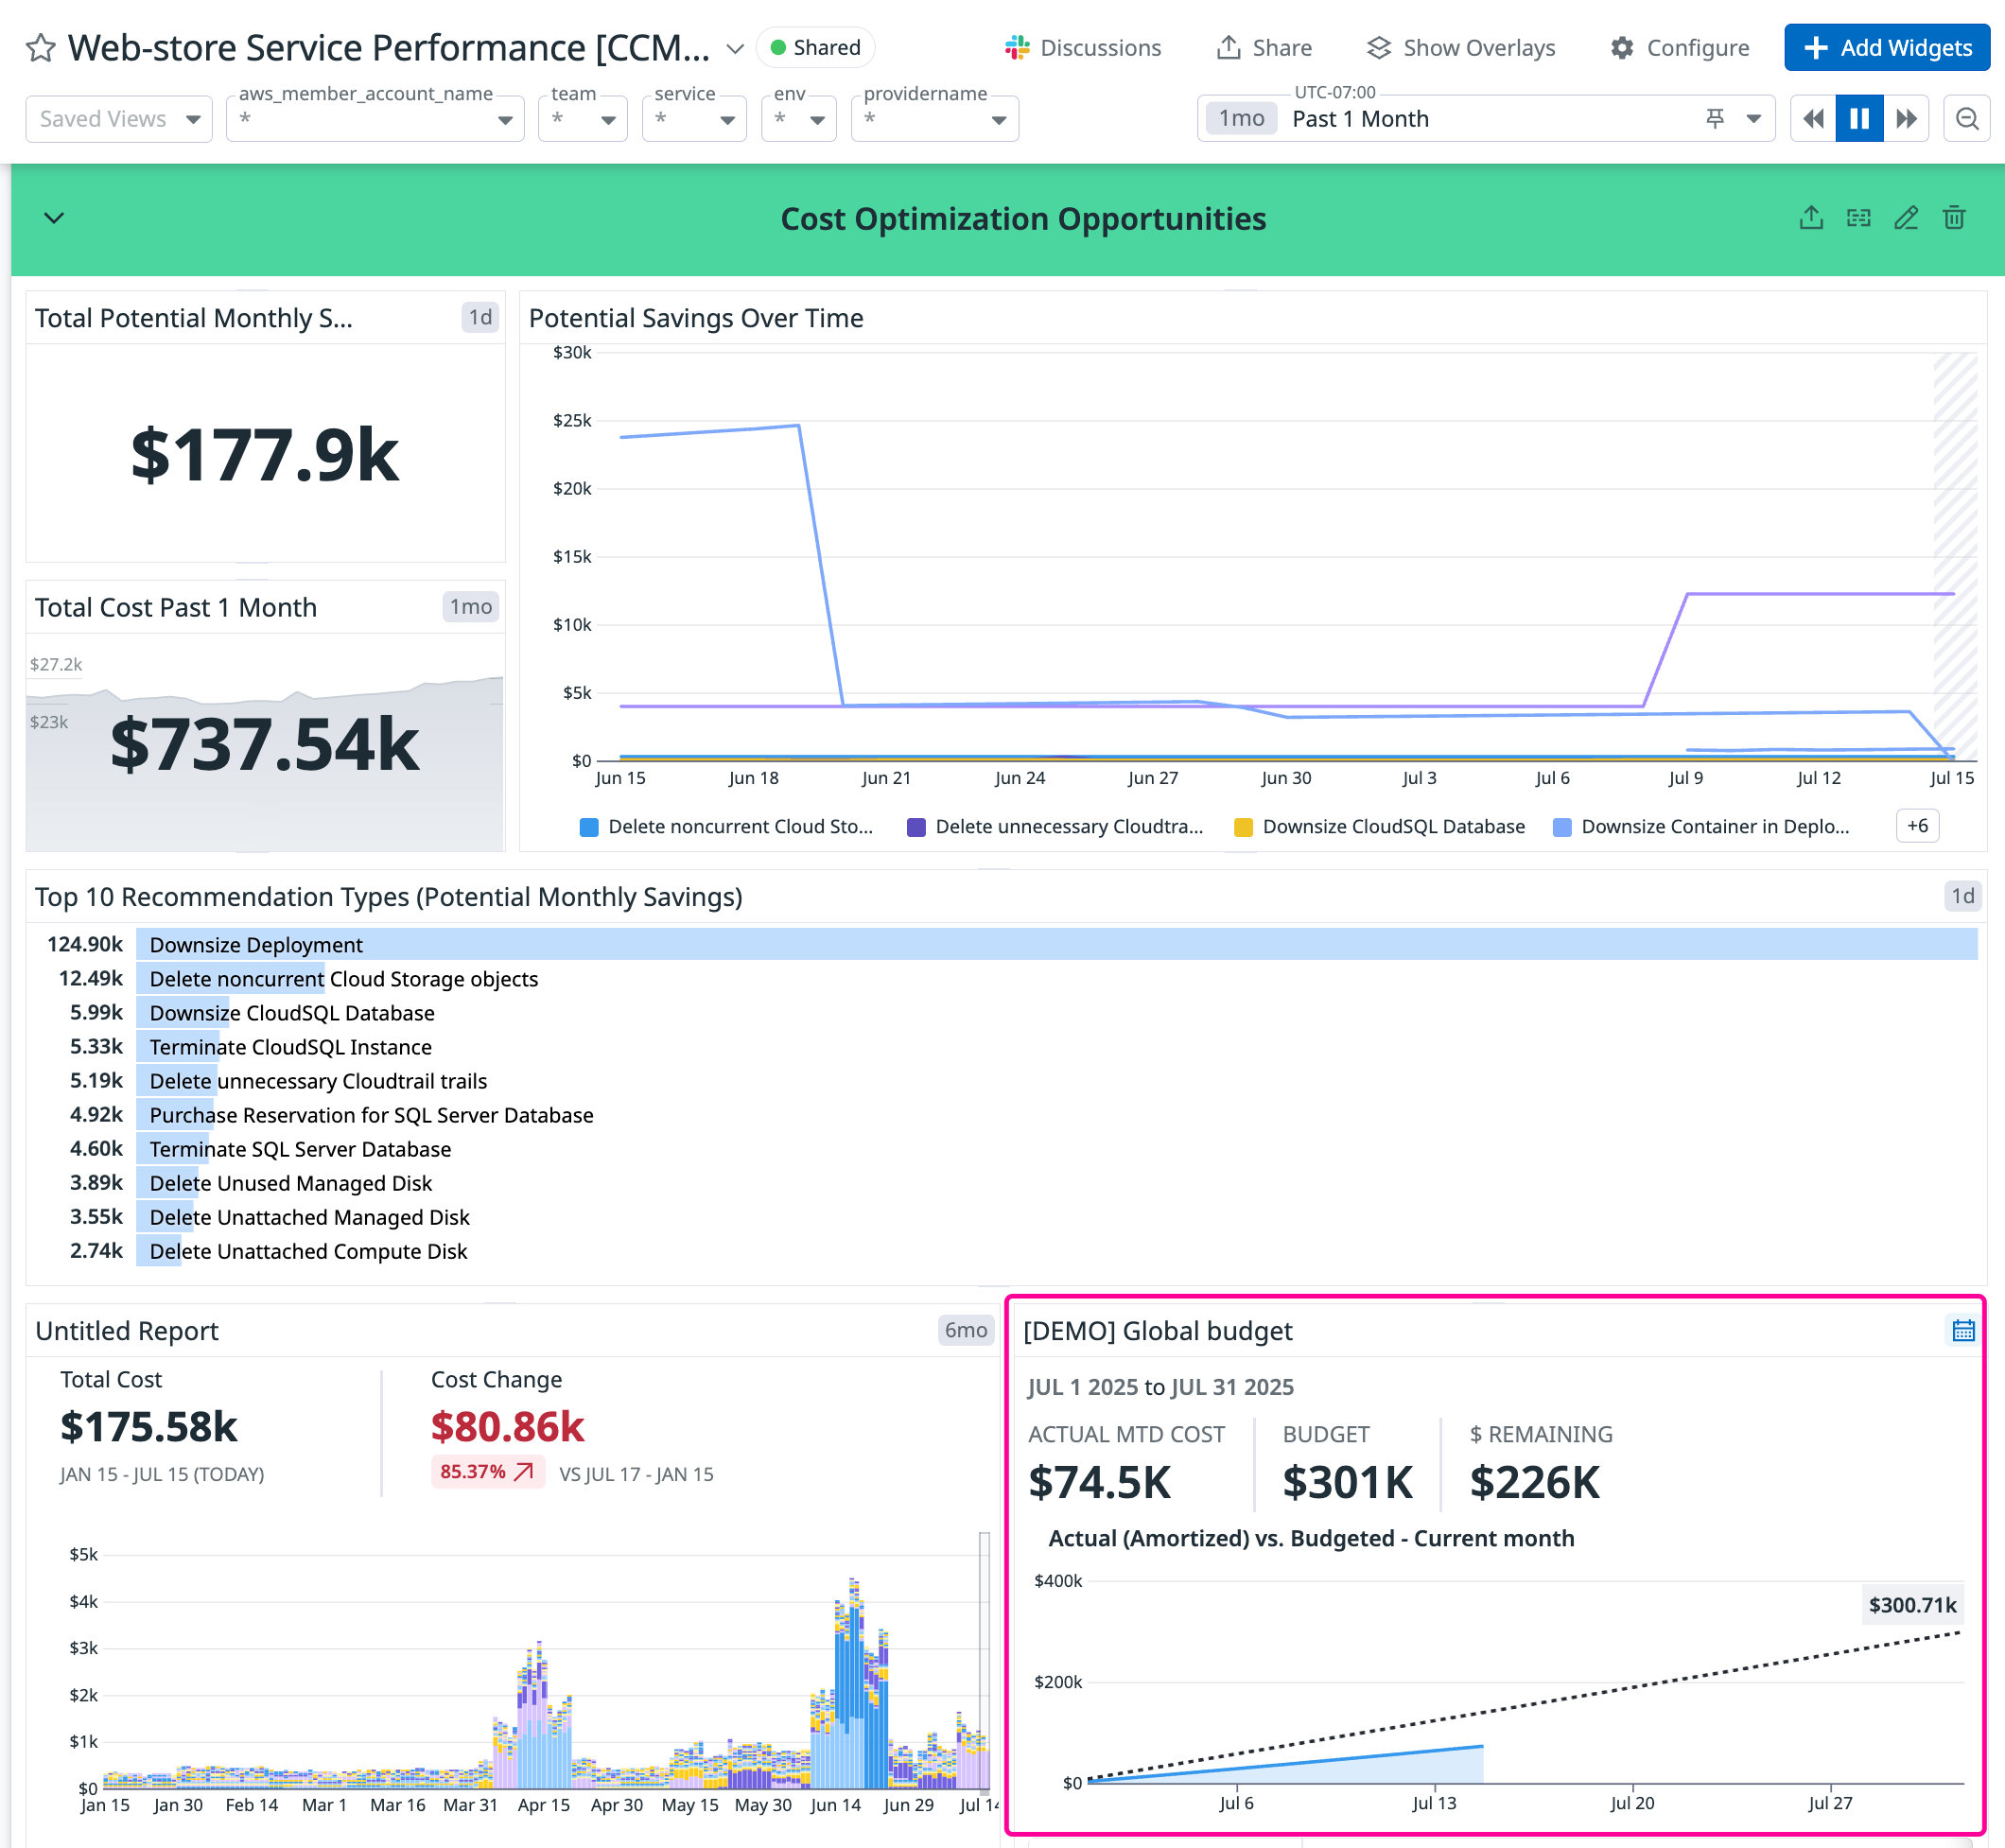 Web-store Service Performance [CCM...
Shared
Discussions
Share
Show Overlays
Configure
Add Widgets
Saved Views
aws_member_account_name
*
team
*
service
*
env
*
providername
*
UTC-07:00
1mo
Past 1 Month
Cost Optimization Opportunities
Total Potential Monthly S...
1d
$177.9k
Total Cost Past 1 Month
1mo
$27.2k
$23k
$737.54k
Potential Savings Over Time
$30k
$25k
$20k
$15k
$10k
$5k
$0
Jun 15 Jun 18 Jun 21 Jun 24 Jun 27 Jun 30 Jul 3 Jul 6 Jul 9 Jul 12 Jul 15
Delete noncurrent Cloud Sto... Delete unnecessary Cloudtra... Downsize CloudSQL Database Downsize Container in Deplo... +6
Top 10 Recommendation Types (Potential Monthly Savings)
1d
124.90k Downsize Deployment
12.49k Delete noncurrent Cloud Storage objects
5.99k Downsize CloudSQL Database
5.33k Terminate CloudSQL Instance
5.19k Delete unnecessary Cloudtrail trails
4.92k Purchase Reservation for SQL Server Database
4.60k Terminate SQL Server Database
3.89k Delete Unused Managed Disk
3.55k Delete Unattached Managed Disk
2.74k Delete Unattached Compute Disk
Untitled Report
6mo
Total Cost
$175.58k
JAN 15 - JUL 15 (TODAY)
Cost Change
$80.86k
85.37% VS JUL 17 - JAN 15
$5k
$4k
$3k
$2k
$1k
$0
Jan 15 Jan 30 Feb 14 Mar 1 Mar 16 Mar 31 Apr 15 Apr 30 May 15 May 30 Jun 14 Jun 29 Jul 14
[DEMO] Global budget
JUL 1 2025 to JUL 31 2025
ACTUAL MTD COST
$74.5K
BUDGET
$301K
$ REMAINING
$226K
Actual (Amortized) vs. Budgeted - Current month
$400k
$300.71k
$200k
$0
Jul 6 Jul 13 Jul 20 Jul 27